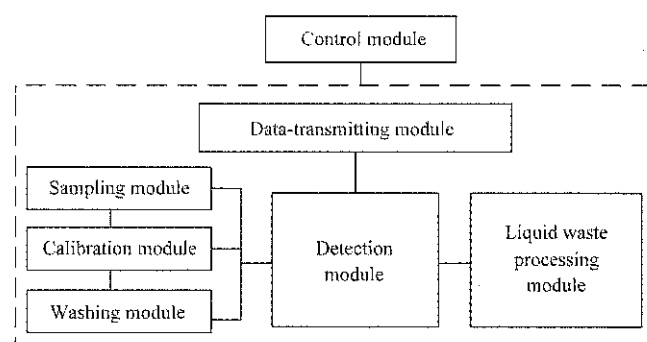 Control module
Data-transmitting module
Sampling module
Calibration module
Washing module
Detection
module
Liquid waste
processing
module